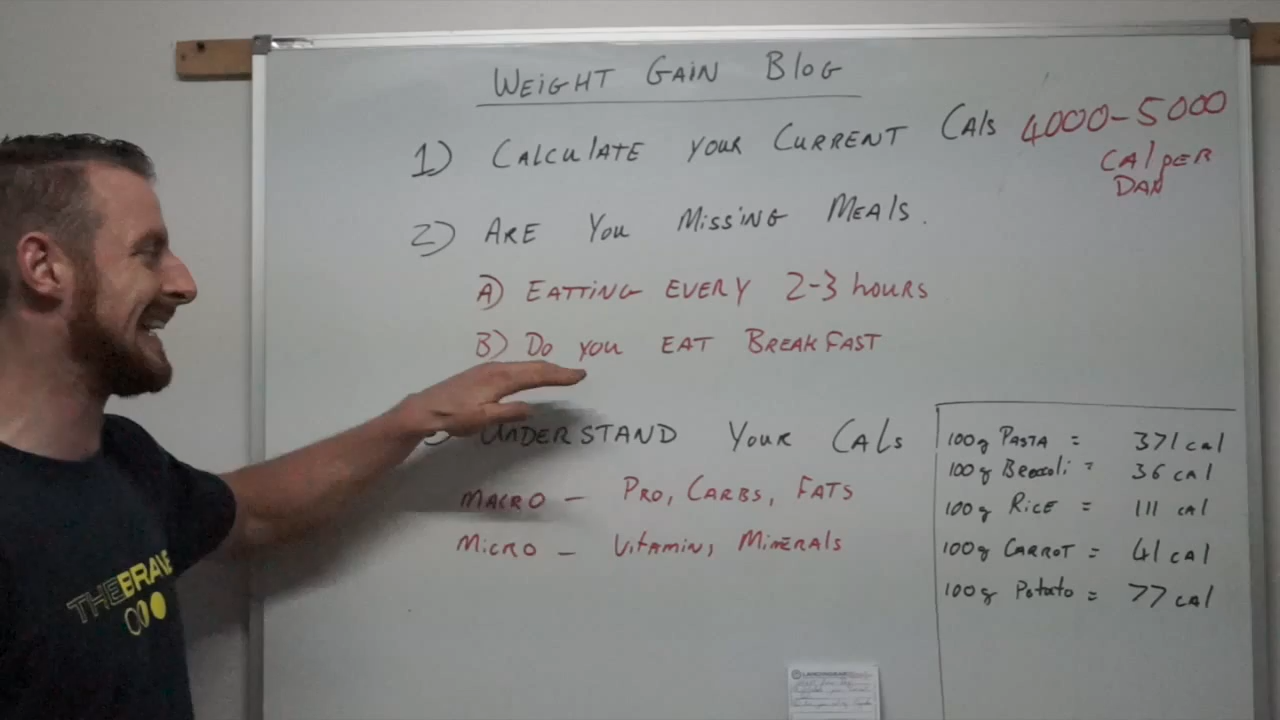 WEIGHT GAIN BLOG
1) CALCULATE YOUR CURRENT CAlS 4000-5000
CAl PER
DAY
2) ARE YOU MISSING MEALS.
A) EATTING EVERY 2-3 hOURS
B) DO YOU EAT BREAKFAST
UNDERSTAND YOUR CALS
MACRO - PRO, CARBS, FATS
MICRO - VITAMIN, MINERALS
100g PASTA = 371 cal
100g Broccoli = 36 cal
100g RICE = 111 cal
100g CARROT = 41 cal
100g Potato = 77 cal
THEBRAVE